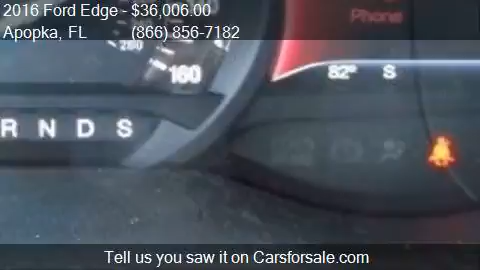 2016 Ford Edge - $36,006.00
Apopka, FL (866) 856-7182
Phone
160
82° S
R N D S
Tell us you saw it on Carsforsale.com